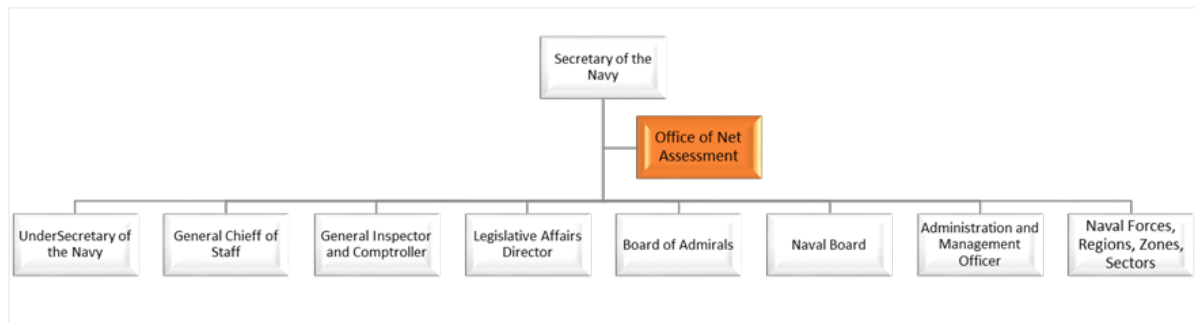 Secretary of the
Navy
Office of Net
Assessment
UnderSecretary of
the Navy
General Chieff of
Staff
General Inspector
and Comptroller
Legislative Affairs
Director
Board of Admirals
Naval Board
Administration and
Management
Officer
Naval Forces,
Regions, Zones,
Sectors